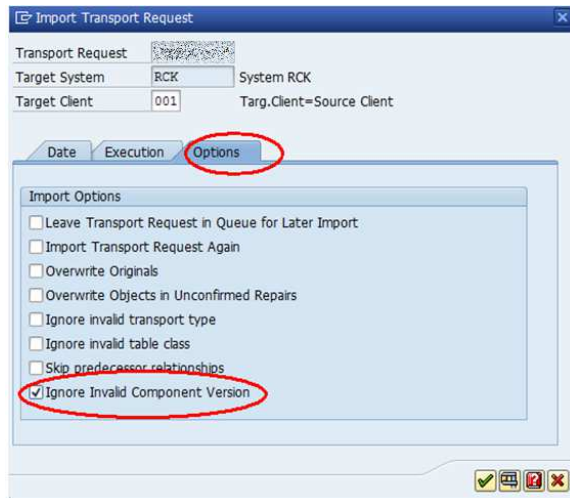 Import Transport Request
Transport Request
Target System RCK System RCK
Target Client 001 Targ.Client=Source Client
Date Execution Options
Import Options
Leave Transport Request in Queue for Later Import
Import Transport Request Again
Overwrite Originals
Overwrite Objects in Unconfirmed Repairs
Ignore invalid transport type
Ignore invalid table class
Skip predecessor relationships
Ignore Invalid Component Version